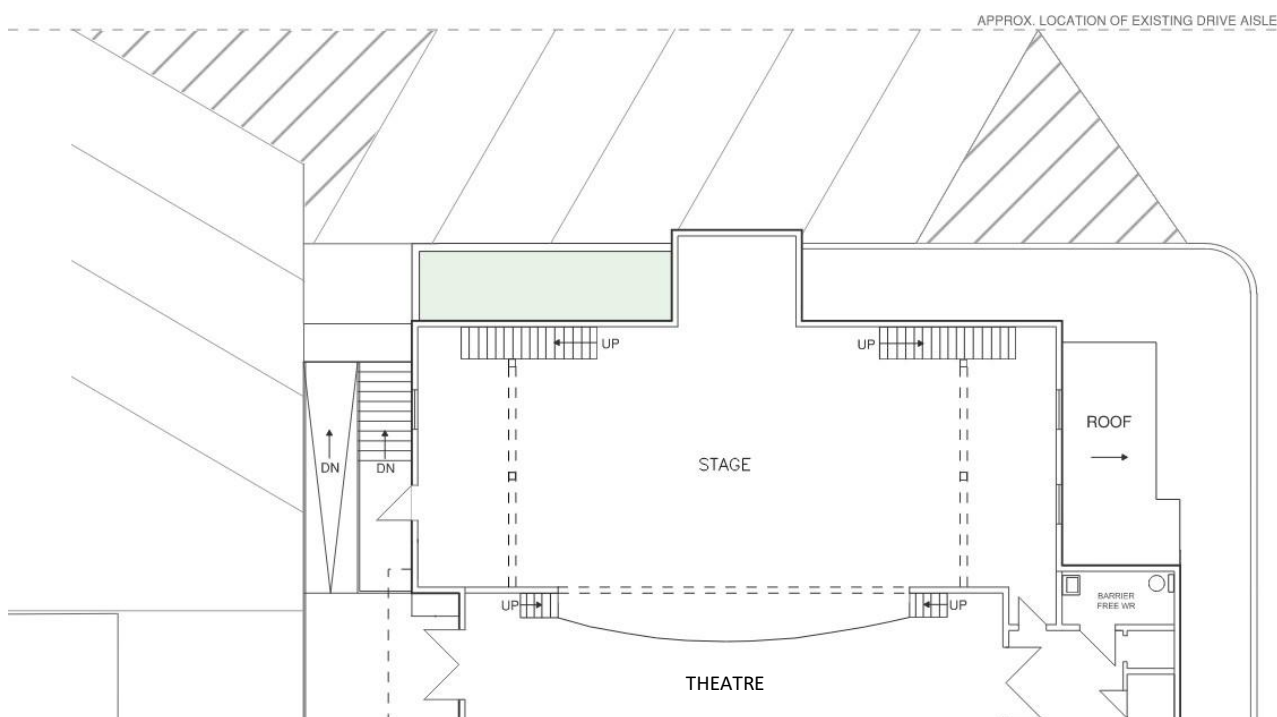 APPROX. LOCATION OF EXISTING DRIVE AISLE
UP
UP
ROOF
DN
DN
STAGE
UP
UP
BARRIER
FREE WR
THEATRE